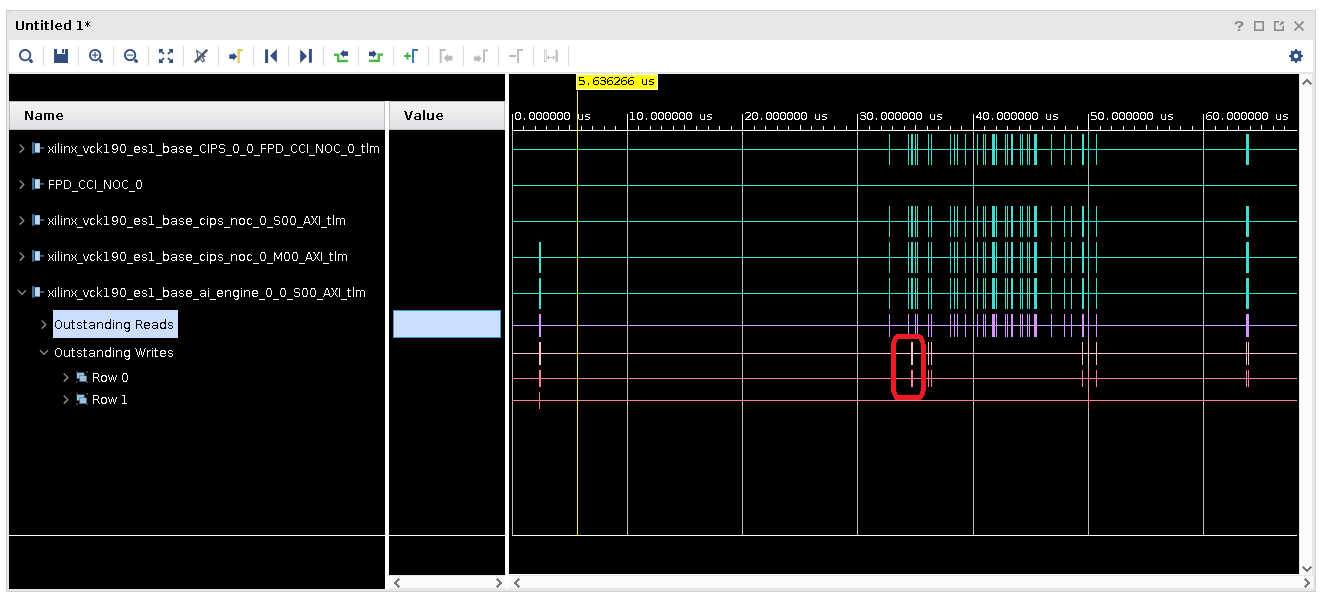 Untitled 1*
?
5.636266 us
Name
Value
0.000000 us
10.000000 us
20.000000 us
30.000000 us
40.000000 us
50.000000 us
60.000000 us
xilinx_vck190_es1_base_CIPS_0_0_FPD_CCI_NOC_0_tlm
FPD_CCI_NOC_0
xilinx_vck190_es1_base_cips_noc_0_S00_AXI_tlm
xilinx_vck190_es1_base_cips_noc_0_M00_AXI_tlm
xilinx_vck190_es1_base_ai_engine_0_0_S00_AXI_tlm
Outstanding Reads
Outstanding Writes
Row 0
Row 1